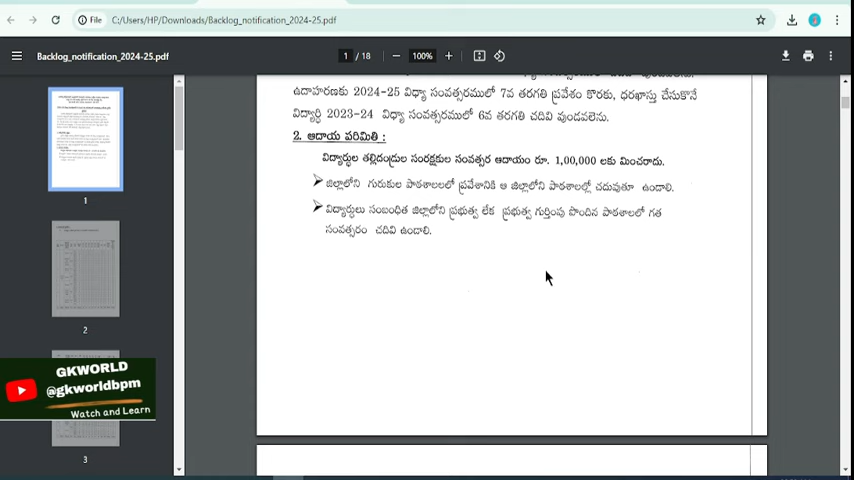 File
C:/Users/HP/Downloads/Backlog_notification_2024-25.pdf
Backlog_notification_2024-25.pdf
1 / 18
100%
ఉదాహరణకు 2024-25 విధ్యా సంవత్సరములో 7వ తరగతి ప్రవేశం కొరకు, ధరఖాస్తు చేసుకొనే
విద్యార్థి 2023-24 విధ్యా సంవత్సరములో 6వ తరగతి చదివి వుండవలెను.
2. ఆదాయ పరిమితి :
విద్యార్థుల తల్లిదండ్రుల సంరక్షకుల సంవత్సర ఆదాయం రూ. 1,00,000 లకు మించరాదు.
జిల్లాలోని గురుకుల పాఠశాలలలో ప్రవేశానికి ఆ జిల్లాలోని పాఠశాలల్లో చదువుతూ ఉండాలి.
విద్యార్థులు సంబంధిత జిల్లాలోని ప్రభుత్వ లేక ప్రభుత్వ గుర్తింపు పొందిన పాఠశాలలో గత
సంవత్సరం చదివి ఉండాలి.
1
2
3
GKWORLD
@gkworldbpm
Watch and Learn